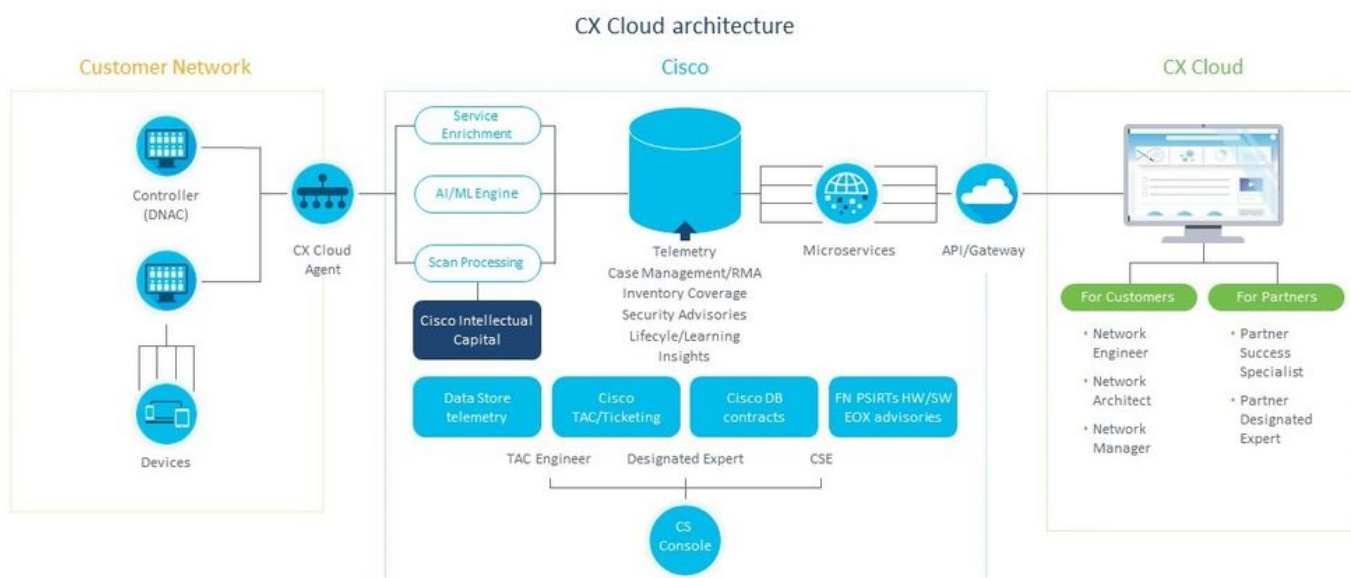 CX Cloud architecture
Customer Network
Cisco
CX Cloud
Controller
(DNAC)
Devices
CX Cloud
Agent
Service
Enrichment
AI/ML Engine
Scan Processing
Cisco Intellectual
Capital
Telemetry
Case Management/RMA
Inventory Coverage
Security Advisories
Lifecyle/Learning
Insights
Microservices
API/Gateway
Data Store
telemetry
Cisco
TAC/Ticketing
Cisco DB
contracts
FN PSIRTs HW/SW
EOX advisories
TAC Engineer
Designated Expert
CSE
CS
Console
For Customers
• Network
Engineer
• Network
Architect
• Network
Manager
For Partners
• Partner
Success
Specialist
• Partner
Designated
Expert